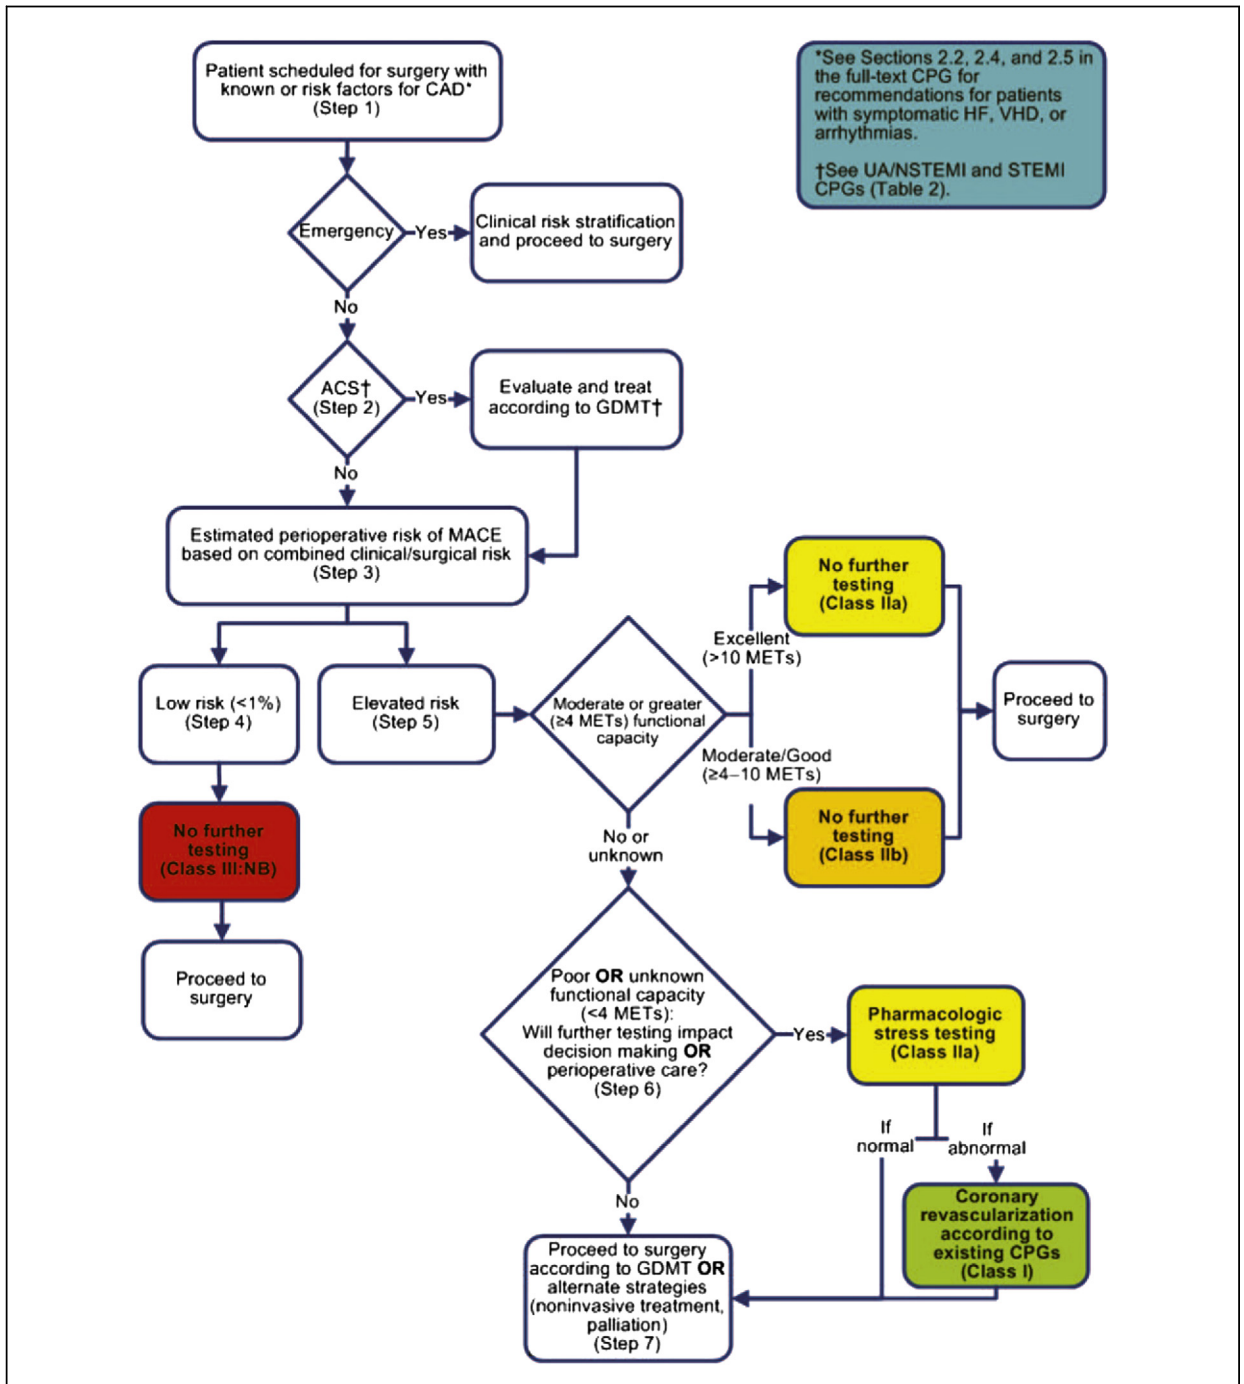 Patient scheduled for surgery with
known or risk factors for CAD*
(Step 1)
*See Sections 2.2, 2.4, and 2.5 in
the full-text CPG for
recommendations for patients
with symptomatic HF, VHD, or
arrhythmias.
†See UA/NSTEMI and STEMI
CPGs (Table 2).
Emergency
Yes
Clinical risk stratification
and proceed to surgery
No
ACS†
(Step 2)
Yes
Evaluate and treat
according to GDMT†
No
Estimated perioperative risk of MACE
based on combined clinical/surgical risk
(Step 3)
Low risk (<1%)
(Step 4)
Elevated risk
(Step 5)
Moderate or greater
(≥4 METs) functional
capacity
Excellent
(>10 METs)
No further
testing
(Class IIa)
Moderate/Good
(≥4–10 METs)
No further
testing
(Class IIb)
Proceed to
surgery
No further
testing
(Class III:NB)
Proceed to
surgery
No or
unknown
Poor OR unknown
functional capacity
(<4 METs):
Will further testing impact
decision making OR
perioperative care?
(Step 6)
Yes
Pharmacologic
stress testing
(Class IIa)
If
normal
If
abnormal
Coronary
revascularization
according to
existing CPGs
(Class I)
No
Proceed to surgery
according to GDMT OR
alternate strategies
(noninvasive treatment,
palliation)
(Step 7)